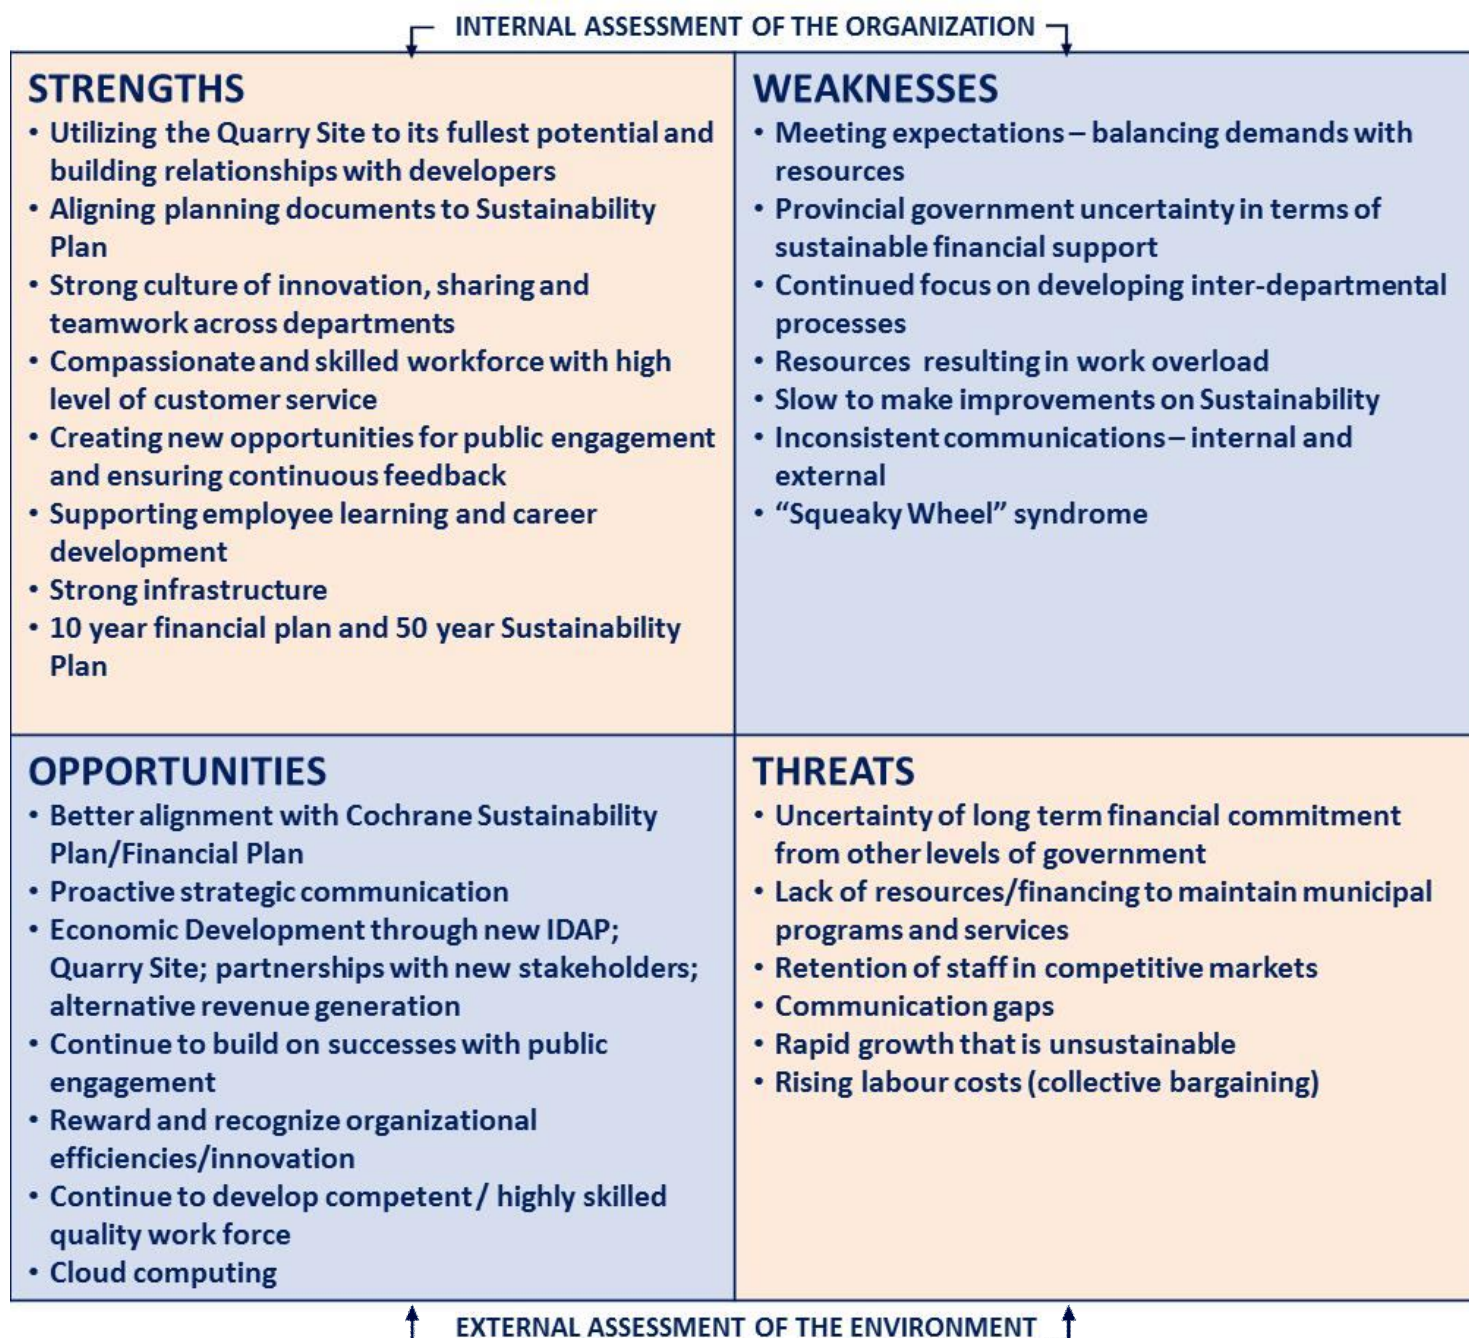 INTERNAL ASSESSMENT OF THE ORGANIZATION
STRENGTHS
• Utilizing the Quarry Site to its fullest potential and
building relationships with developers
• Aligning planning documents to Sustainability
Plan
• Strong culture of innovation, sharing and
teamwork across departments
• Compassionate and skilled workforce with high
level of customer service
• Creating new opportunities for public engagement
and ensuring continuous feedback
• Supporting employee learning and career
development
• Strong infrastructure
• 10 year financial plan and 50 year Sustainability
Plan
WEAKNESSES
• Meeting expectations – balancing demands with
resources
• Provincial government uncertainty in terms of
sustainable financial support
• Continued focus on developing inter-departmental
processes
• Resources resulting in work overload
• Slow to make improvements on Sustainability
• Inconsistent communications – internal and
external
• “Squeaky Wheel” syndrome
OPPORTUNITIES
• Better alignment with Cochrane Sustainability
Plan/Financial Plan
• Proactive strategic communication
• Economic Development through new IDAP;
Quarry Site; partnerships with new stakeholders;
alternative revenue generation
• Continue to build on successes with public
engagement
• Reward and recognize organizational
efficiencies/innovation
• Continue to develop competent / highly skilled
quality work force
• Cloud computing
THREATS
• Uncertainty of long term financial commitment
from other levels of government
• Lack of resources/financing to maintain municipal
programs and services
• Retention of staff in competitive markets
• Communication gaps
• Rapid growth that is unsustainable
• Rising labour costs (collective bargaining)
EXTERNAL ASSESSMENT OF THE ENVIRONMENT